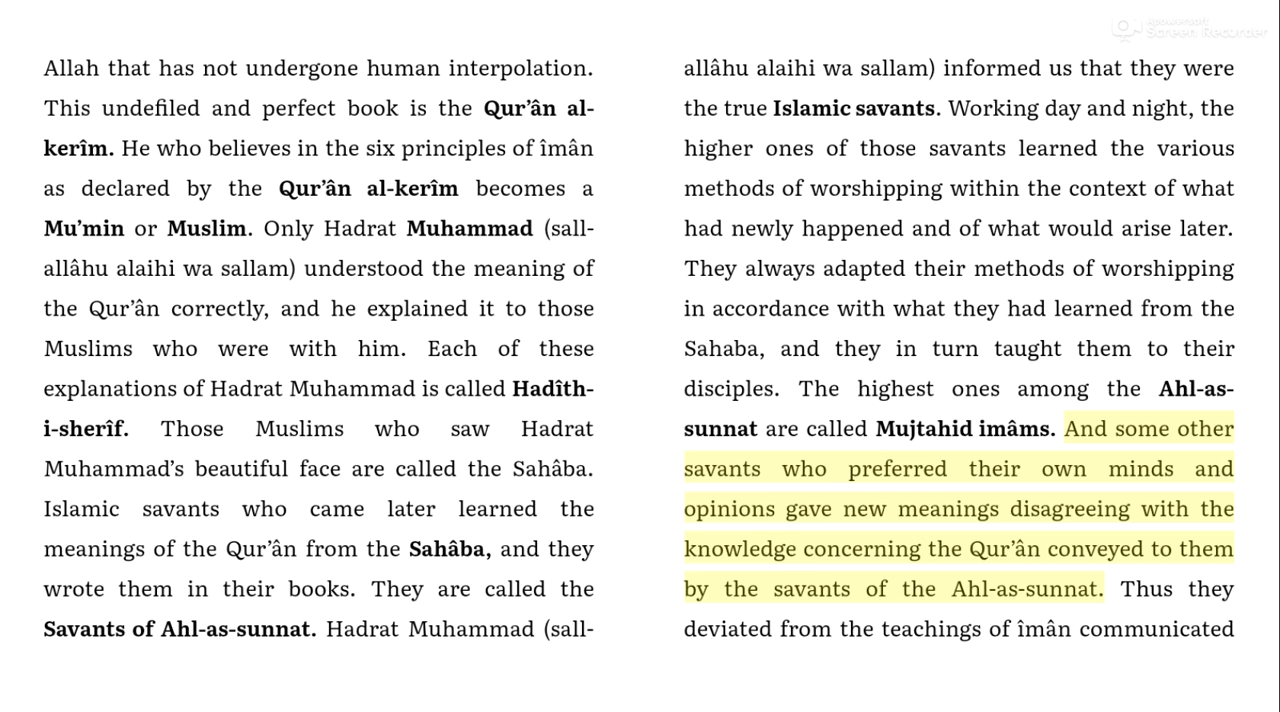 Apowersoft
Screen Recorder
Allah that has not undergone human interpolation.
This undefiled and perfect book is the Qur’ân al-
kerîm. He who believes in the six principles of îmân
as declared by the Qur’ân al-kerîm becomes a
Mu’min or Muslim. Only Hadrat Muhammad (sall-
allâhu alaihi wa sallam) understood the meaning of
the Qur’ân correctly, and he explained it to those
Muslims who were with him. Each of these
explanations of Hadrat Muhammad is called Hadîth-
i-sherîf. Those Muslims who saw Hadrat
Muhammad’s beautiful face are called the Sahâba.
Islamic savants who came later learned the
meanings of the Qur’ân from the Sahâba, and they
wrote them in their books. They are called the
Savants of Ahl-as-sunnat. Hadrat Muhammad (sall-
allâhu alaihi wa sallam) informed us that they were
the true Islamic savants. Working day and night, the
higher ones of those savants learned the various
methods of worshipping within the context of what
had newly happened and of what would arise later.
They always adapted their methods of worshipping
in accordance with what they had learned from the
Sahaba, and they in turn taught them to their
disciples. The highest ones among the Ahl-as-
sunnat are called Mujtahid imâms. And some other
savants who preferred their own minds and
opinions gave new meanings disagreeing with the
knowledge concerning the Qur’ân conveyed to them
by the savants of the Ahl-as-sunnat. Thus they
deviated from the teachings of îmân communicated